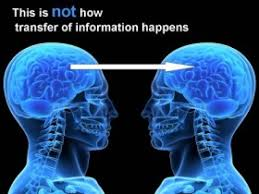 This is not how
transfer of information happens